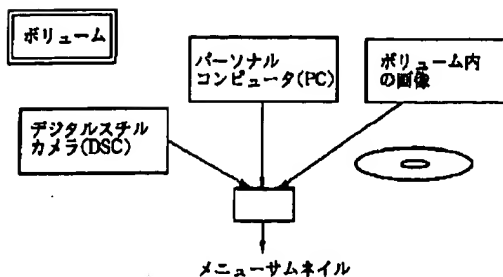 ボリューム
パーソナル
コンピュータ(PC)
ボリューム内
の画像
デジタルスチル
カメラ(DSC)
メニューサムネイル